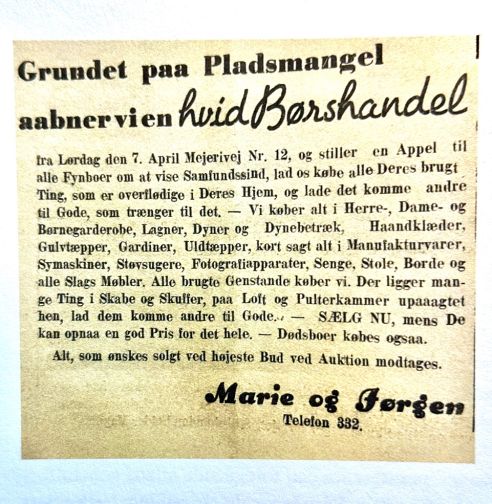 Grundet paa Pladsmangel
aabner vi en hvid Børshandel
fra Lørdag den 7. April Mejerivej Nr. 12, og stiller en Appel til
alle Fynboer om at vise Samfundssind, lad os købe alle Deres brugt
Ting, som er overflødige i Deres Hjem, og lade det komme andre
til Gode, som trænger til det. — Vi køber alt i Herre-, Dame- og
Børnegarderobe, Lagner, Dyner og Dynebetræk, Haandklæder,
Gulvtæpper, Gardiner, Uldtæpper, kort sagt alt i Manufakturvarer,
Symaskiner, Støvsugere, Fotografiapparater, Senge, Stole, Borde og
alle Slags Møbler. Alle brugte Genstande køber vi. Der ligger man-
ge Ting i Skabe og Skuffer, paa Loft og Pulterkammer upaaagtet
hen, lad dem komme andre til Gode. — SÆLG NU, mens De
kan opnaa en god Pris for det hele. — Dødsboer købes ogsaa.
Alt, som ønskes solgt ved højeste Bud ved Auktion modtages.
Marie og Jørgen
Telefon 332.